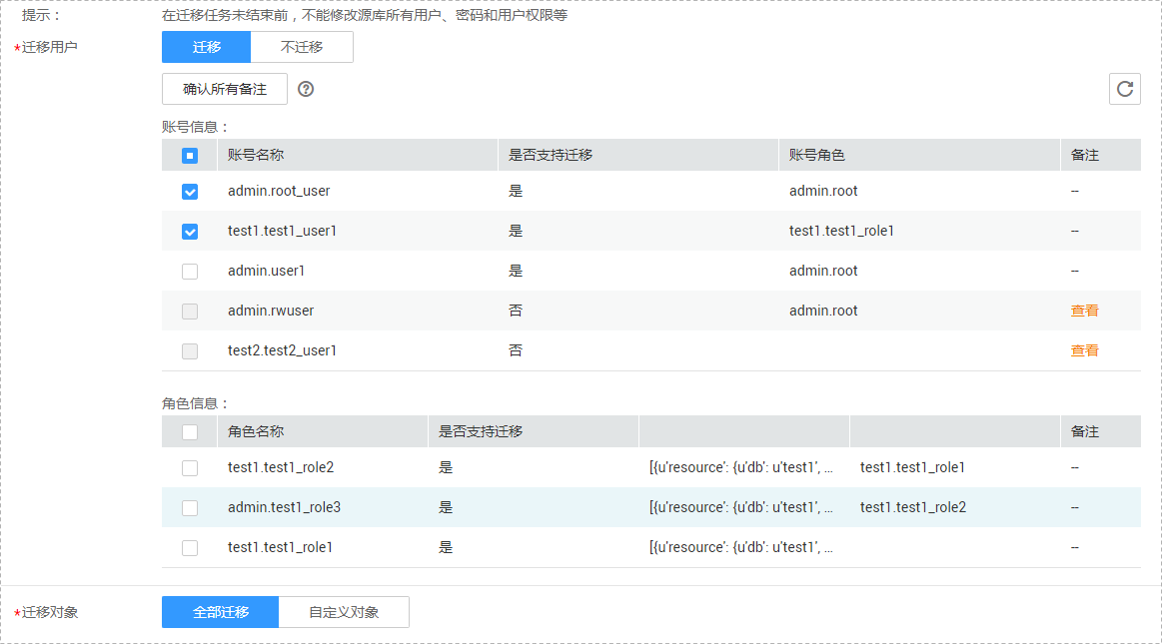 提示： 在迁移任务未结束前，不能修改源库所有用户、密码和用户权限等
*迁移用户 迁移 不迁移
确认所有备注 ?
账号信息：
账号名称 是否支持迁移 账号角色 备注
admin.root_user 是 admin.root --
test1.test1_user1 是 test1.test1_role1 --
admin.user1 是 admin.root --
admin.rwuser 否 admin.root 查看
test2.test2_user1 否 查看
角色信息：
角色名称 是否支持迁移 备注
test1.test1_role2 是 [{u'resource': {u'db': u'test1', ... test1.test1_role1 --
admin.test1_role3 是 [{u'resource': {u'db': u'test1', ... test1.test1_role2 --
test1.test1_role1 是 [{u'resource': {u'db': u'test1', ... --
*迁移对象 全部迁移 自定义对象